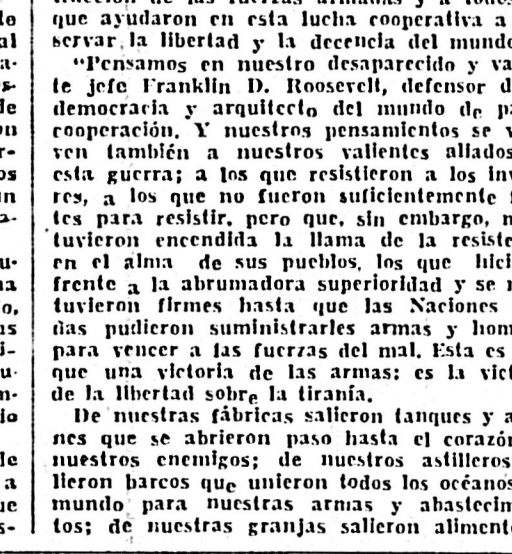 que ayudaron en esta lucha cooperativa a
servar la libertad y la decencia del mundo
"Pensamos en nuestro desaparecido y va
te jefe Franklin D. Roosevelt, defensor d
democracia y arquitecto del mundo de p
cooperación. Y nuestros pensamientos se v
ven también a nuestros valientes aliados
esta guerra; a los que resistieron a los inv
res, a los que no fueron suficientemente f
tes para resistir, pero que, sin embargo, m
tuvieron encendida la llama de la resiste
en el alma de sus pueblos, los que hici
frente a la abrumadora superioridad y se m
tuvieron firmes hasta que las Naciones
das pudieron suministrarles armas y hom
para vencer a las fuerzas del mal. Esta es
que una victoria de las armas: es la vict
de la libertad sobre la tiranía.
De nuestras fábricas salieron tanques y a
nes que se abrieron paso hasta el corazón
nuestros enemigos; de nuestros astilleros
lieron barcos que unieron todos los océanos
mundo para nuestras armas y abastecim
tos; de nuestras granjas salieron aliment